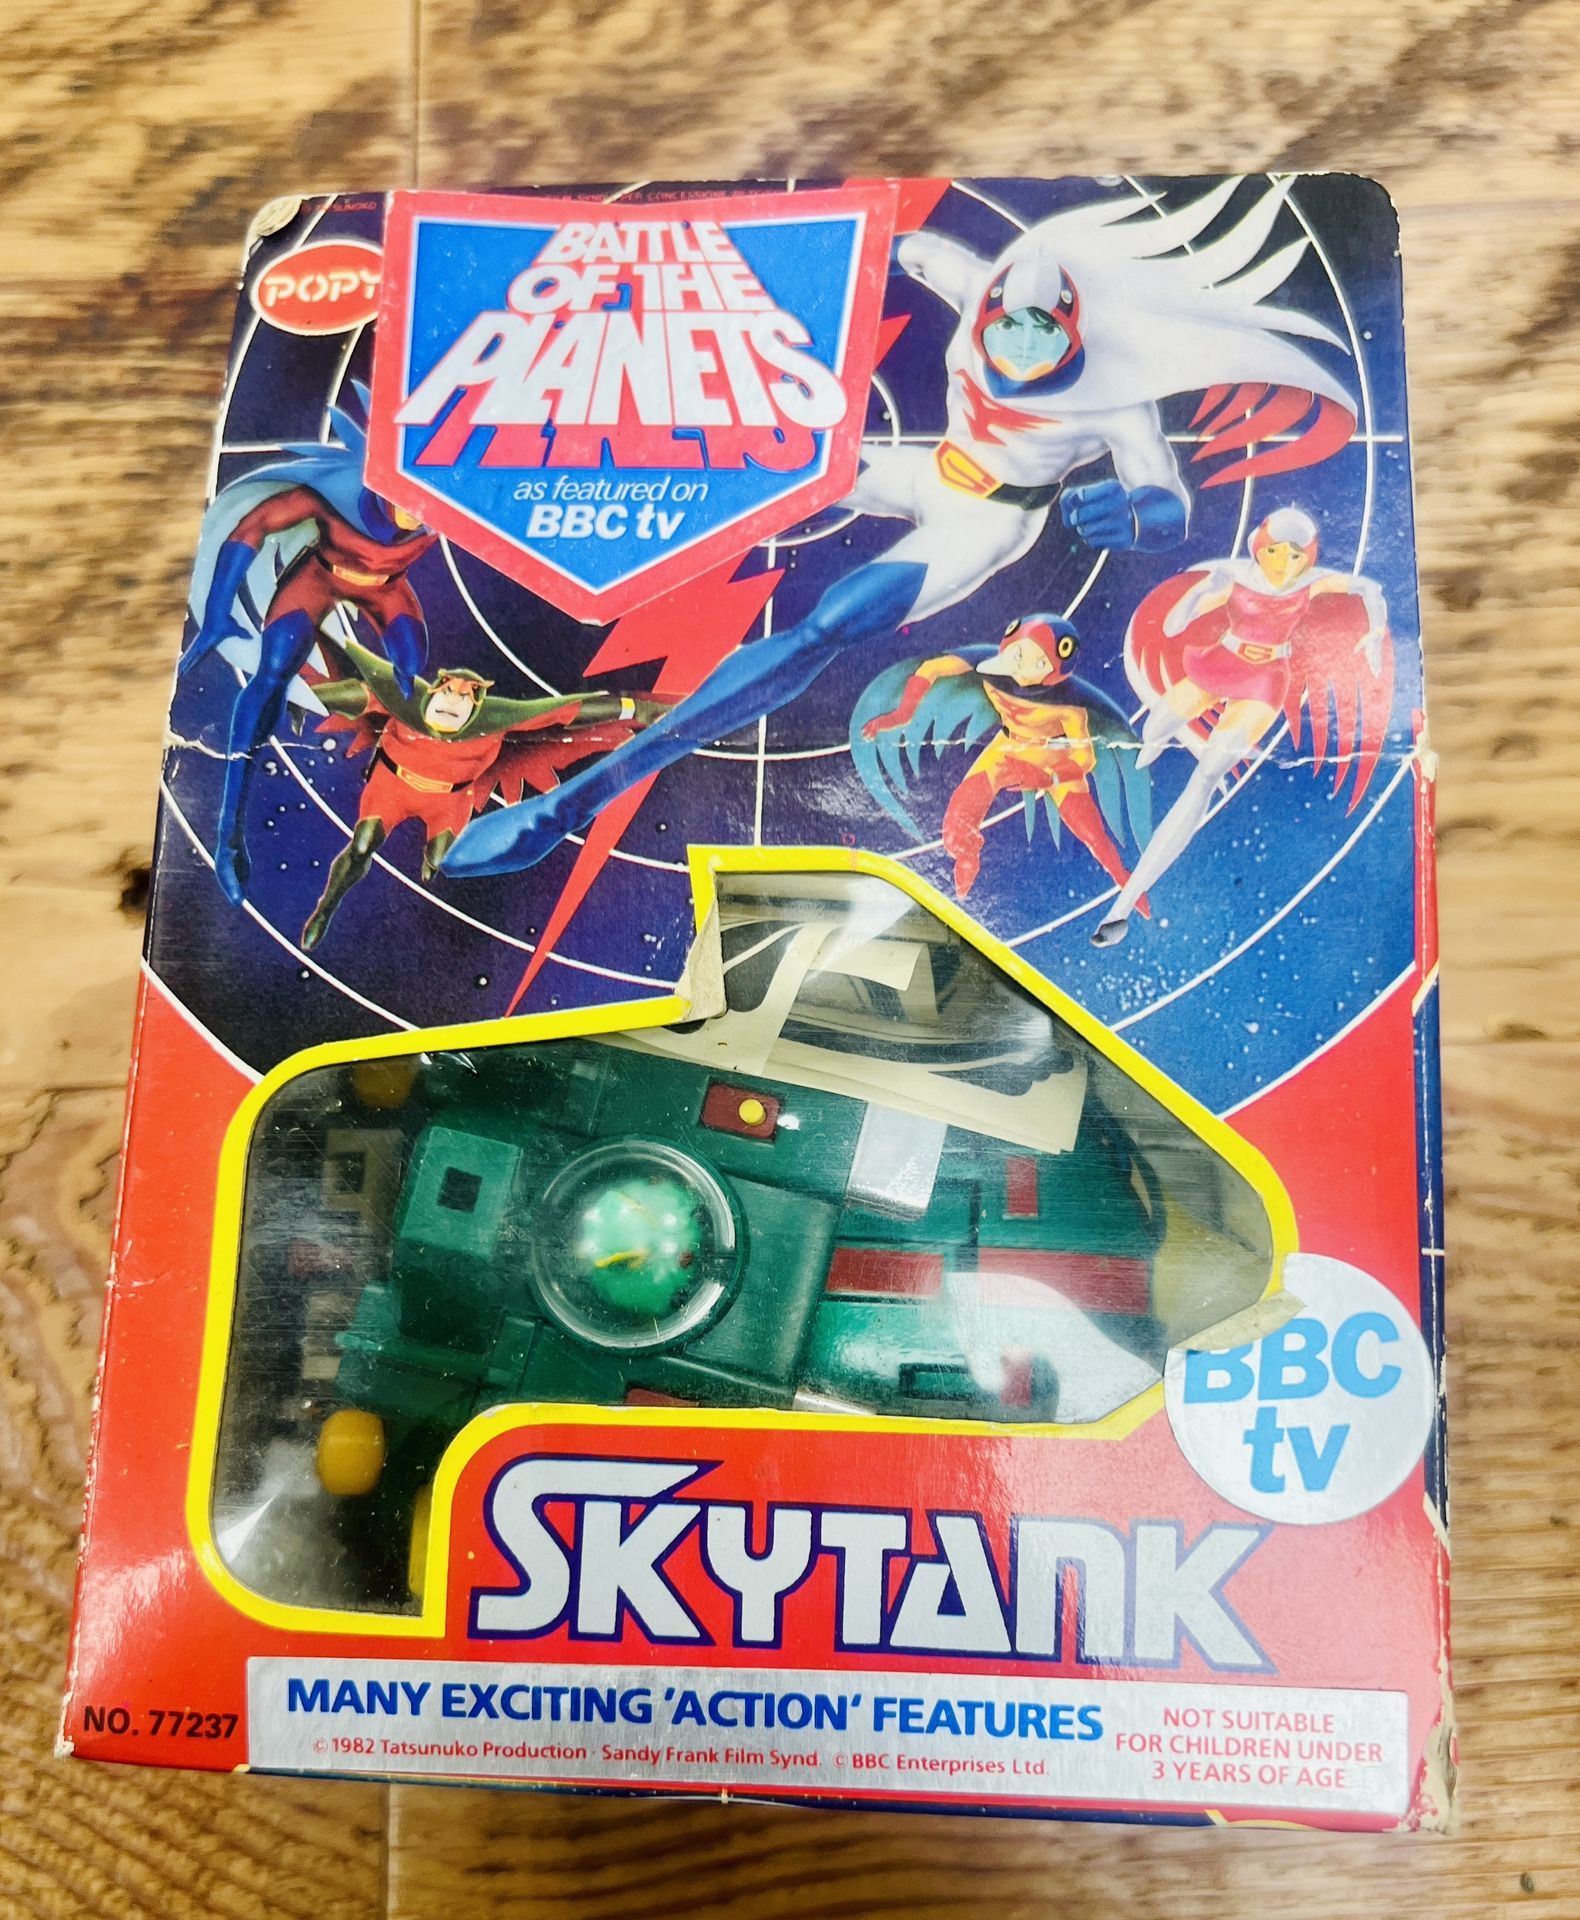 POPY
BATTLE
OF THE
PLANETS
as featured on
BBC tv
BBC
tv
SKYTANK
NO. 77237
MANY EXCITING 'ACTION' FEATURES
© 1982 Tatsunuko Production · Sandy Frank Film Synd. © BBC Enterprises Ltd.
NOT SUITABLE
FOR CHILDREN UNDER
3 YEARS OF AGE